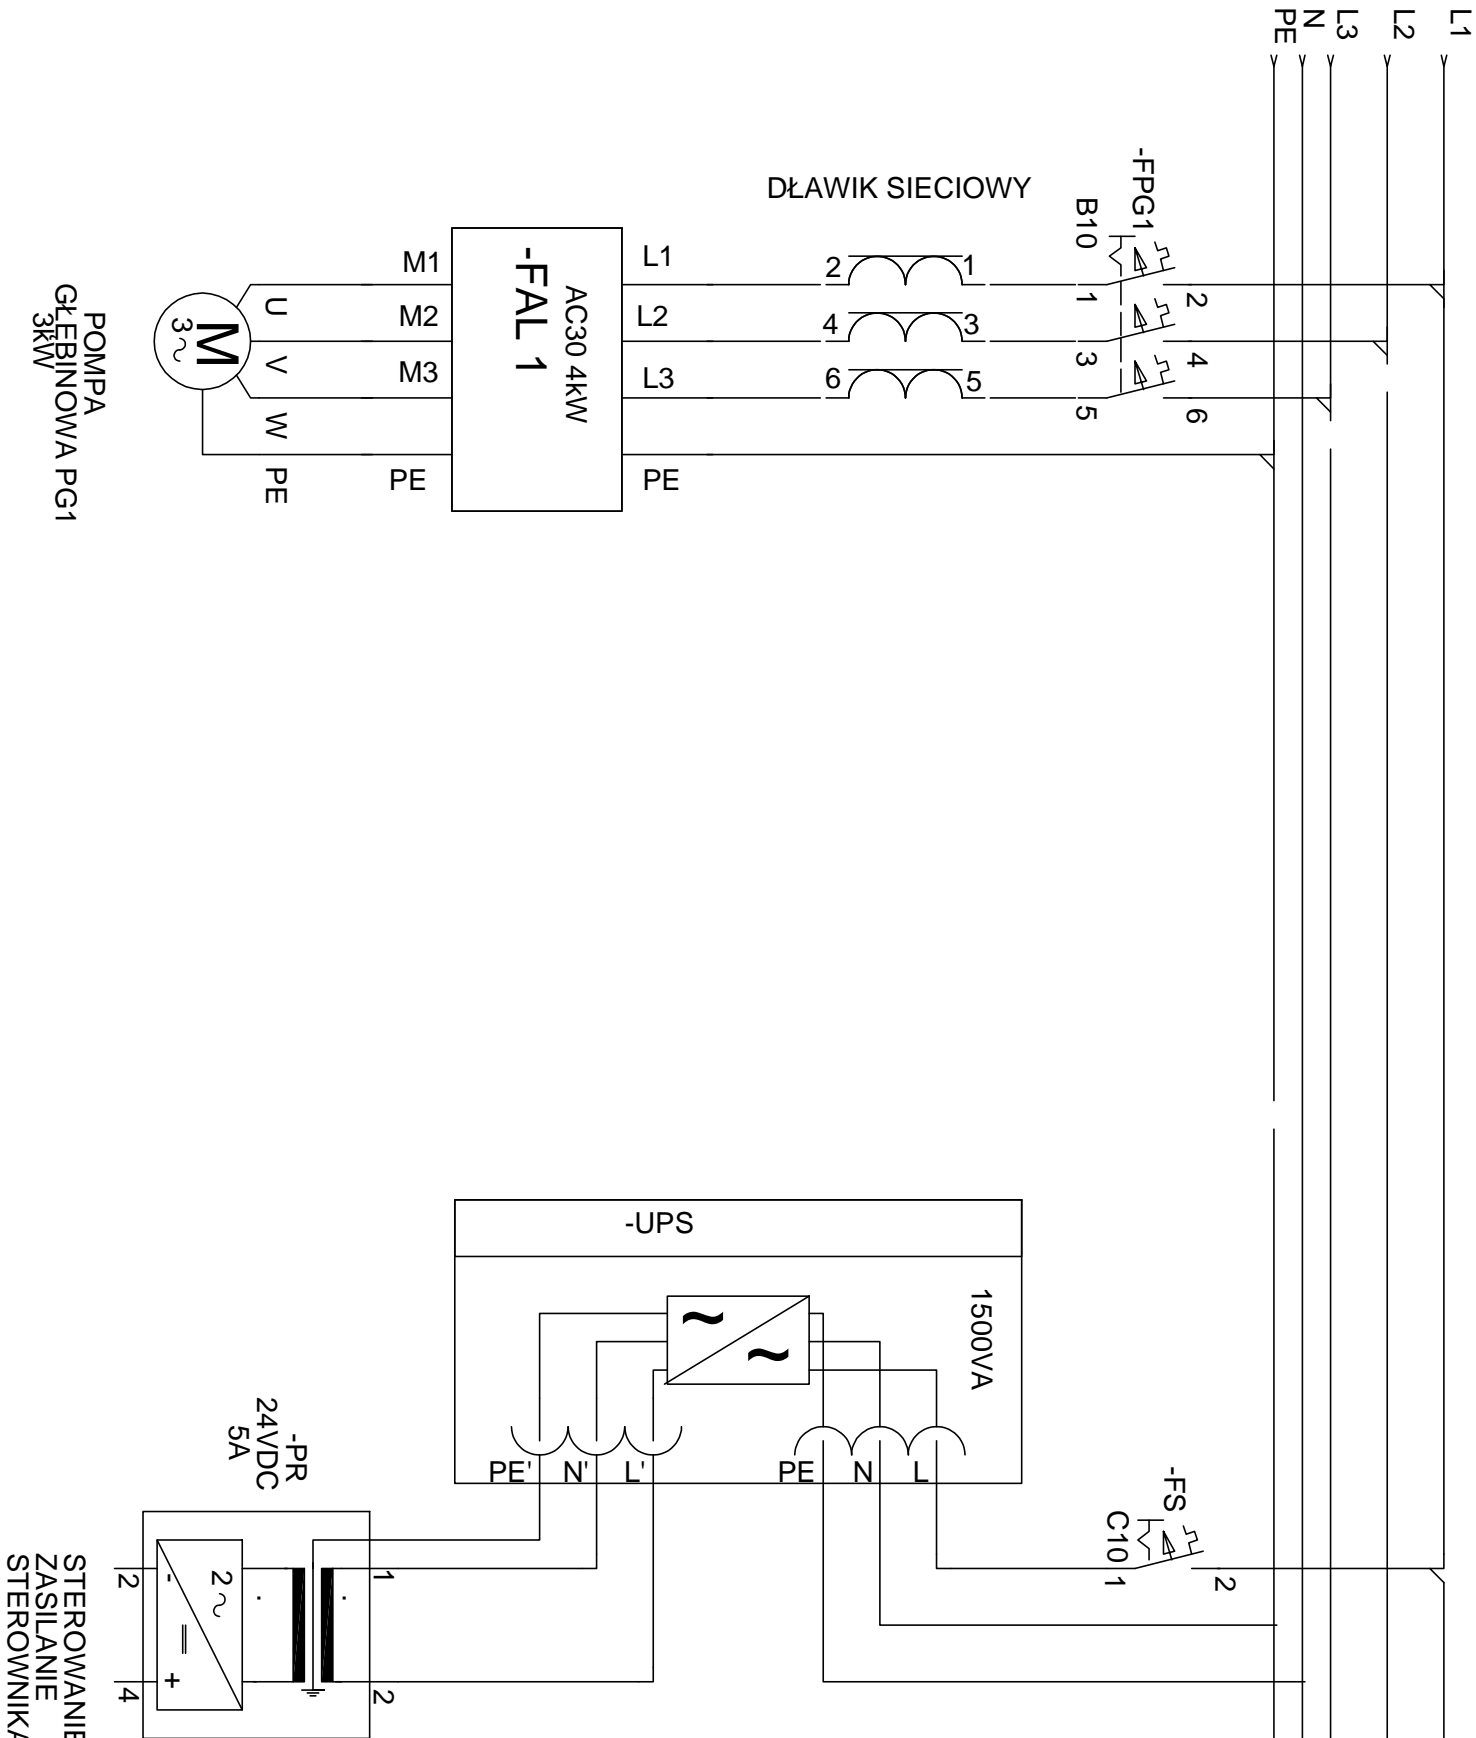 L1
L2
L3
N
PE
-FPG1
B10
2
4
6
1
3
5
DŁAWIK SIECIOWY
1
2
3
4
5
6
L1
L2
L3
PE
-FAL 1
AC30 4kW
M1
M2
M3
PE
U
V
W
PE
M
3~
POMPA
GŁĘBINOWA PG1
3kW
-UPS
1500VA
~
~
PE'
N'
L'
PE
N
L
-FS
C10
1
2
-PR
24VDC
5A
1
2
2~
=
-
+
2
4
STEROWANIE
ZASILANIE
STEROWNIKA